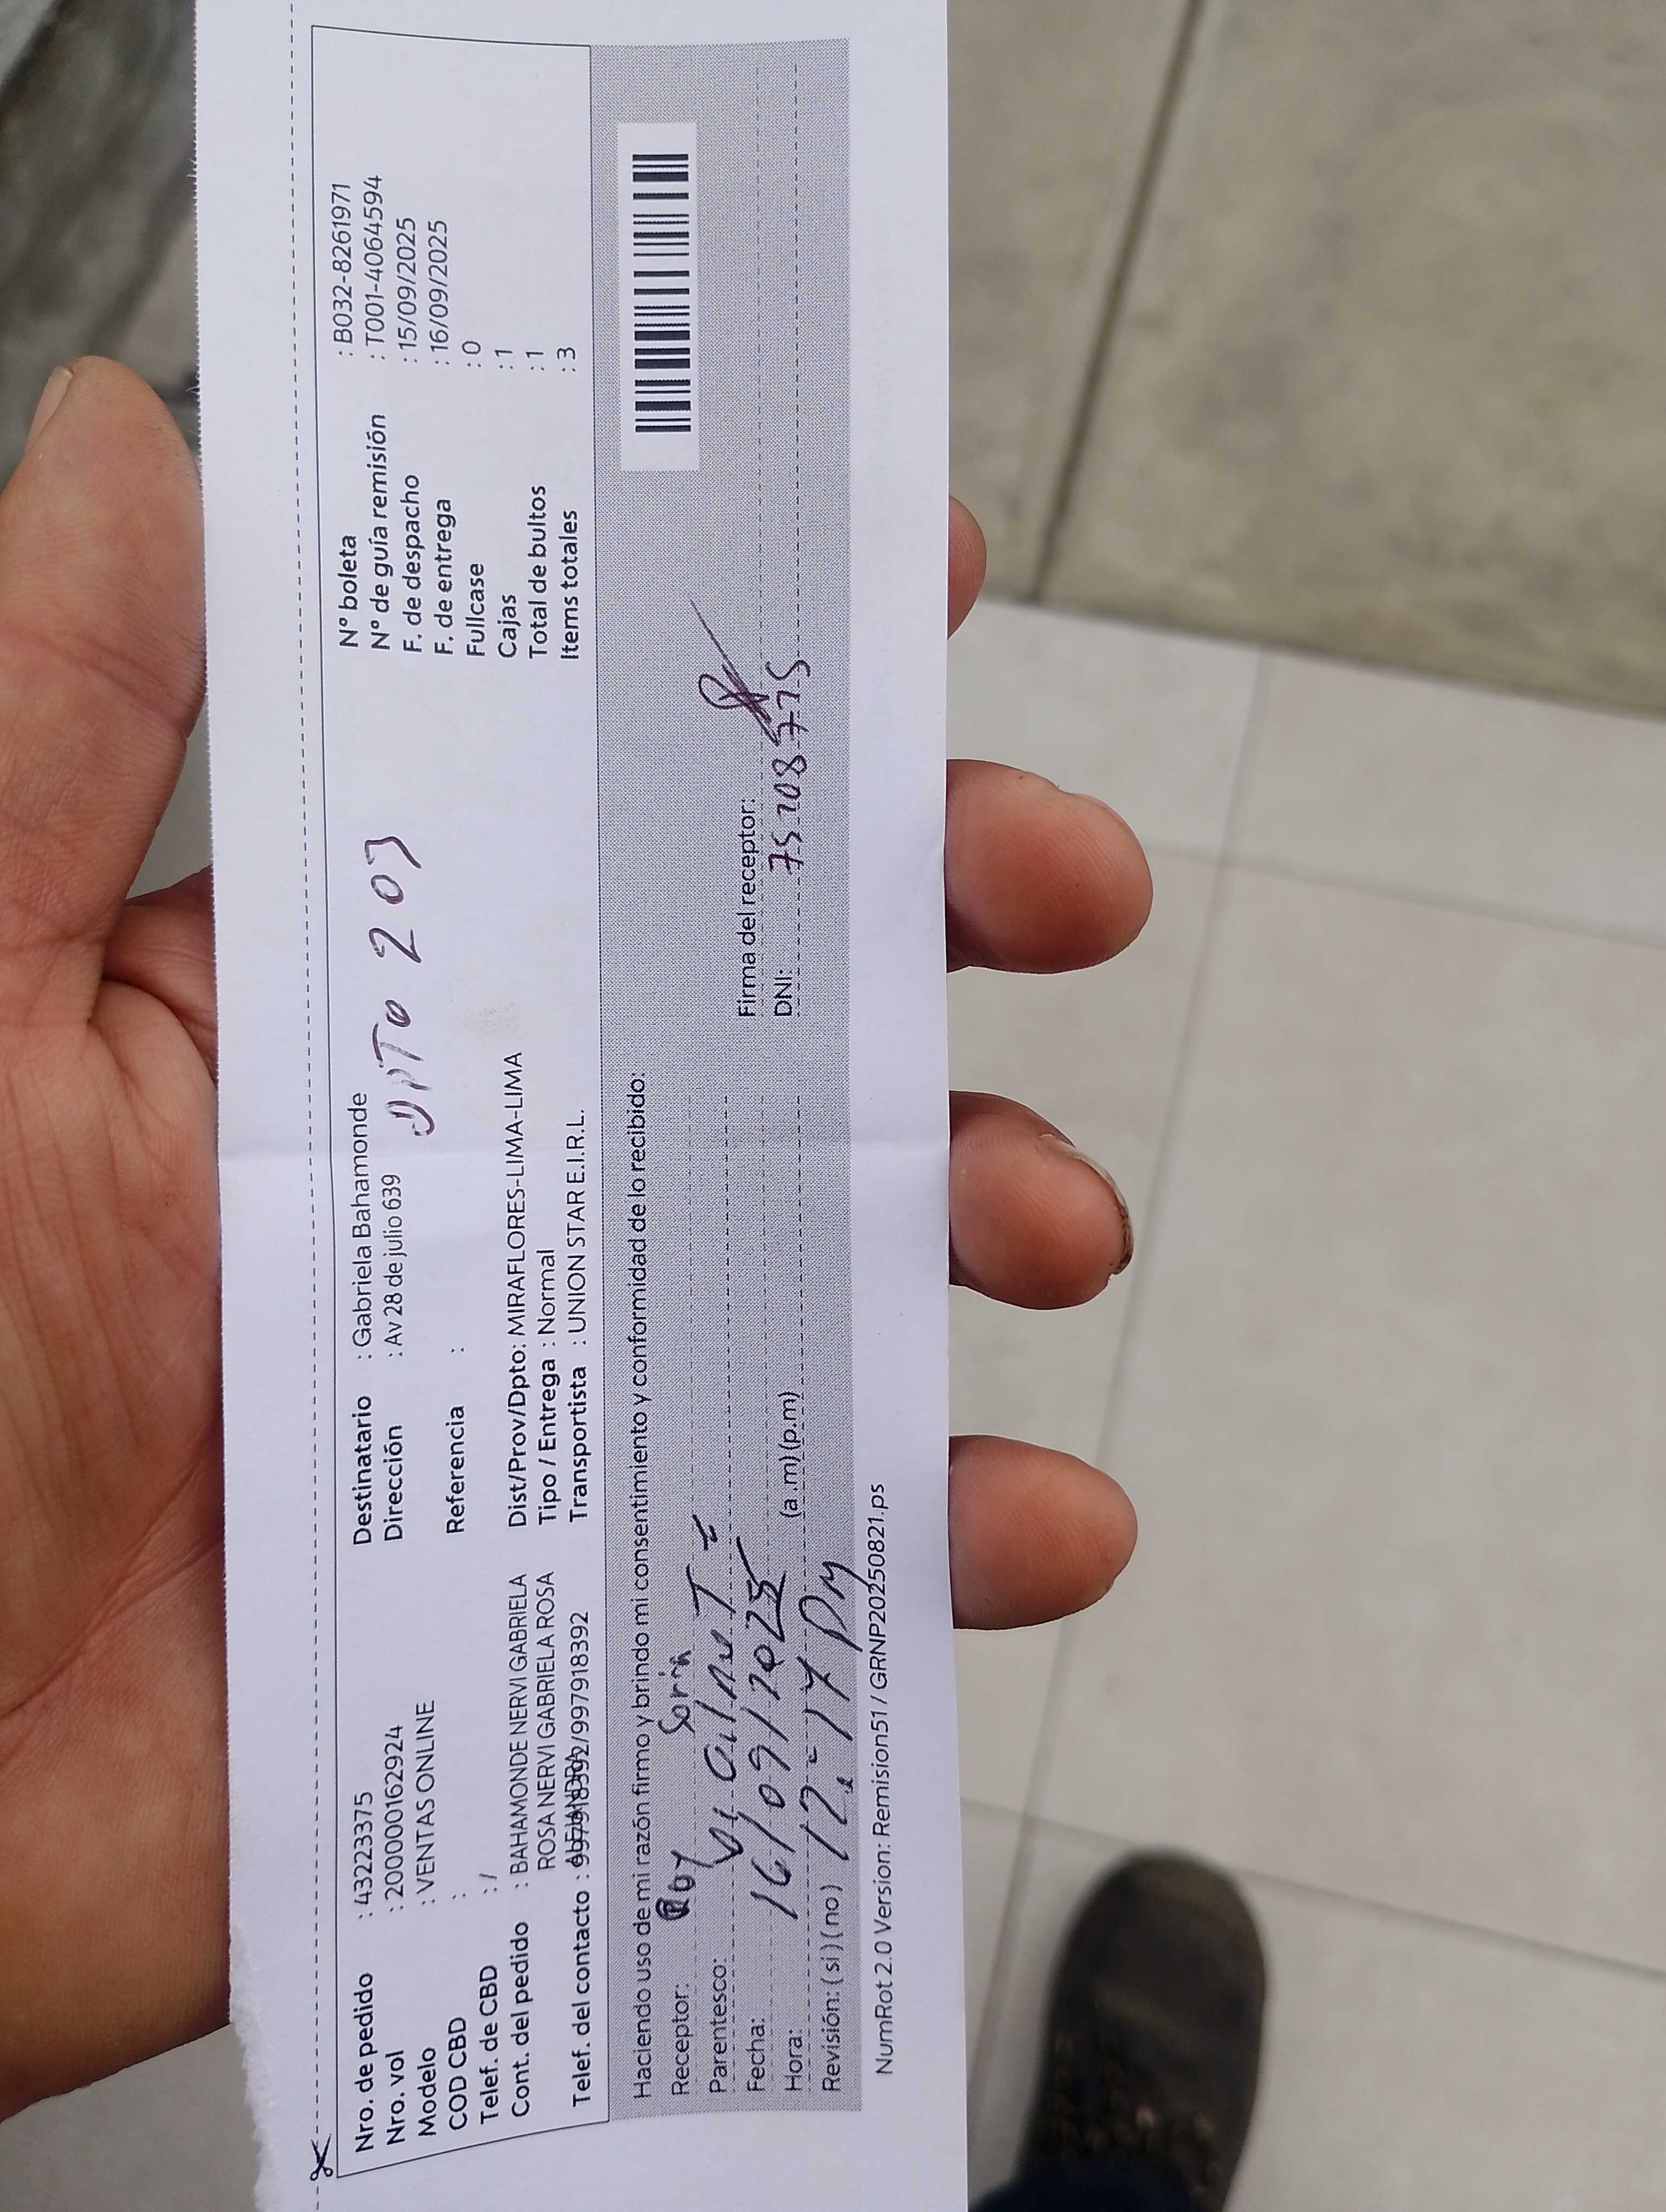 Nro. de pedido : 43223375
Nro. vol : 200000162924
Modelo : VENTAS ONLINE
COD CBD :
Telef. de CBD : /
Cont. del pedido : BAHAMONDE NERVI GABRIELA
ROSA NERVI GABRIELA ROSA
Telef. del contacto : 997918392/997918392
Destinatario : Gabriela Bahamonde
Dirección : Av 28 de julio 639
DpTo 203
Referencia :
Dist/Prov/Dpto: MIRAFLORES-LIMA-LIMA
Tipo / Entrega : Normal
Transportista : UNION STAR E.I.R.L.
N° boleta : B032-8261971
N° de guía remisión : T001-4064594
F. de despacho : 15/09/2025
F. de entrega : 16/09/2025
Fullcase : 0
Cajas : 1
Total de bultos : 1
Items totales : 3
Haciendo uso de mi razón firmo y brindo mi consentimiento y conformidad de lo recibido:
Receptor:
Parentesco:
Fecha: 16/09/2025
Hora: 12:17 PM (a.m) (p.m)
Revisión: ( si ) ( no )
Firma del receptor:
DNI:
NumRot 2.0 Version: Remision51 / GRNP20250821.ps